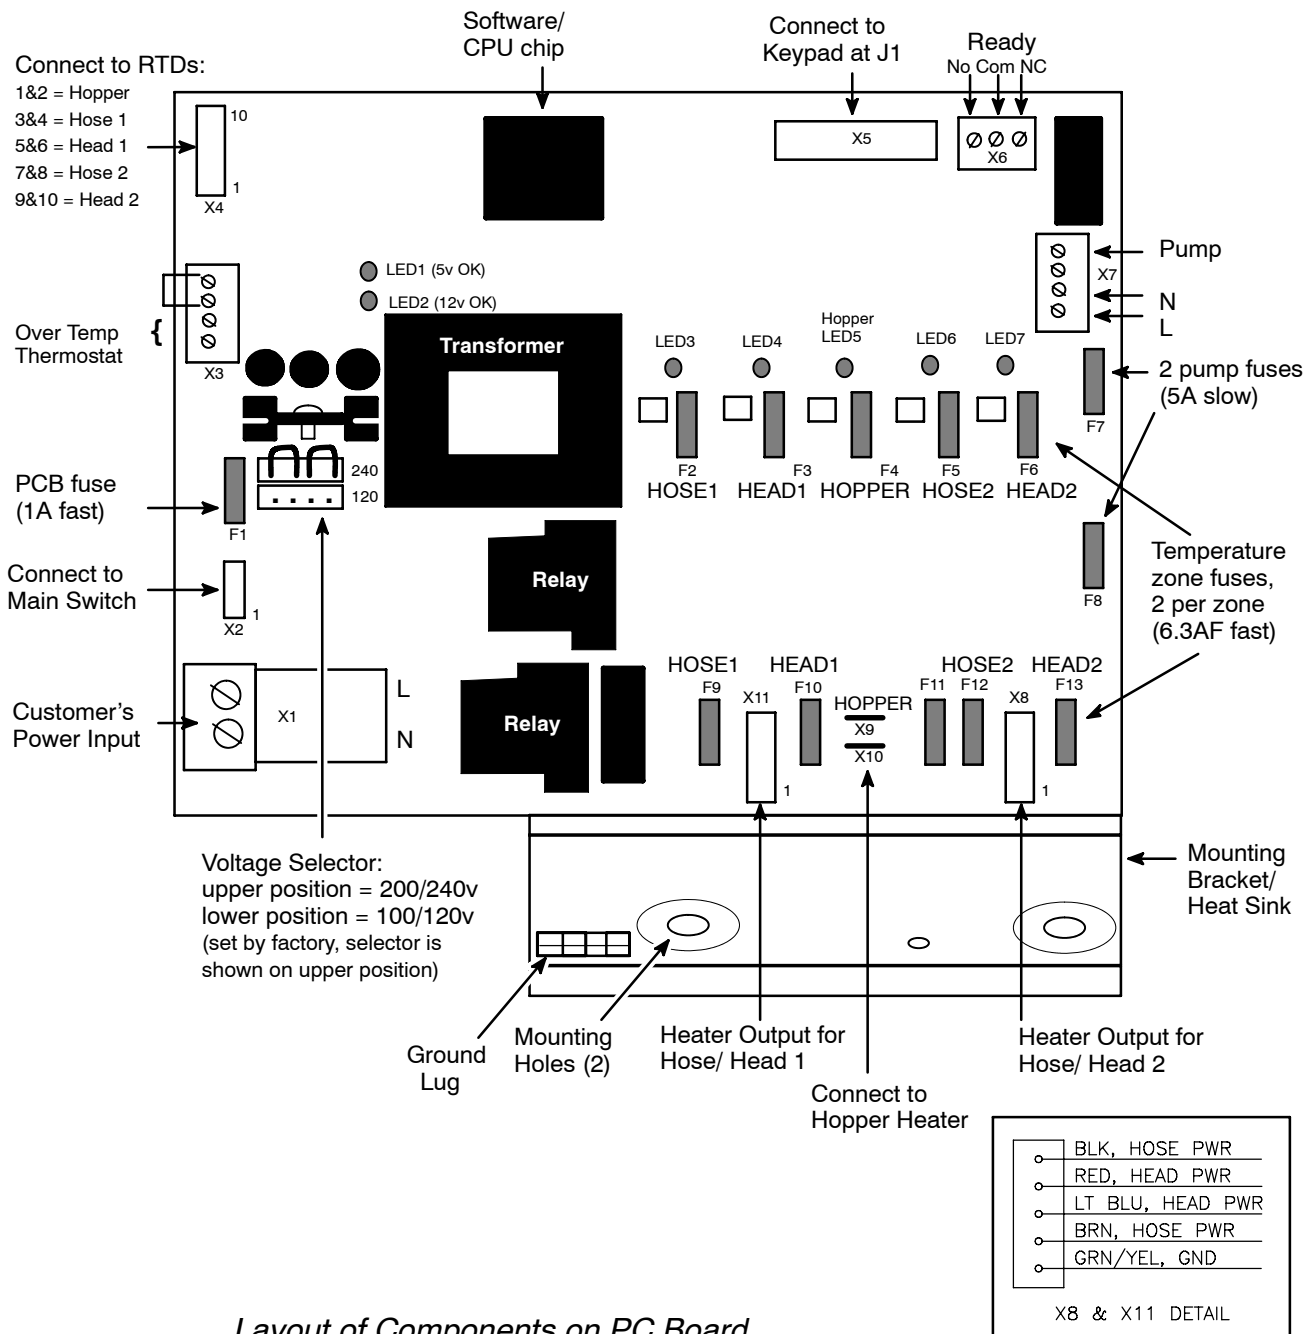 Software/
CPU chip
Connect to
Keypad at J1
Ready
No Com NC
Connect to RTDs:
1&2 = Hopper
3&4 = Hose 1
5&6 = Head 1
7&8 = Hose 2
9&10 = Head 2
10
1
X4
X5
X6
LED1 (5v OK)
LED2 (12v OK)
Pump
X7
N
L
Over Temp
Thermostat
{
X3
Transformer
LED3
LED4
Hopper
LED5
LED6
LED7
2 pump fuses
(5A slow)
F7
F2
F3
F4
F5
F6
HOSE1
HEAD1
HOPPER
HOSE2
HEAD2
240
120
PCB fuse
(1A fast)
F1
Relay
Temperature
zone fuses,
2 per zone
(6.3AF fast)
F8
Connect to
Main Switch
1
X2
HOSE1
HEAD1
HOSE2
HEAD2
F9
X11
F10
F11
F12
X8
F13
HOPPER
X9
X10
1
1
Customer's
Power Input
X1
L
N
Relay
Voltage Selector:
upper position = 200/240v
lower position = 100/120v
(set by factory, selector is
shown on upper position)
Mounting
Bracket/
Heat Sink
Ground
Lug
Mounting
Holes (2)
Heater Output for
Hose/ Head 1
Connect to
Hopper Heater
Heater Output for
Hose/ Head 2
BLK, HOSE PWR
RED, HEAD PWR
LT BLU, HEAD PWR
BRN, HOSE PWR
GRN/YEL, GND
X8 & X11 DETAIL
Layout of Components on PC Board